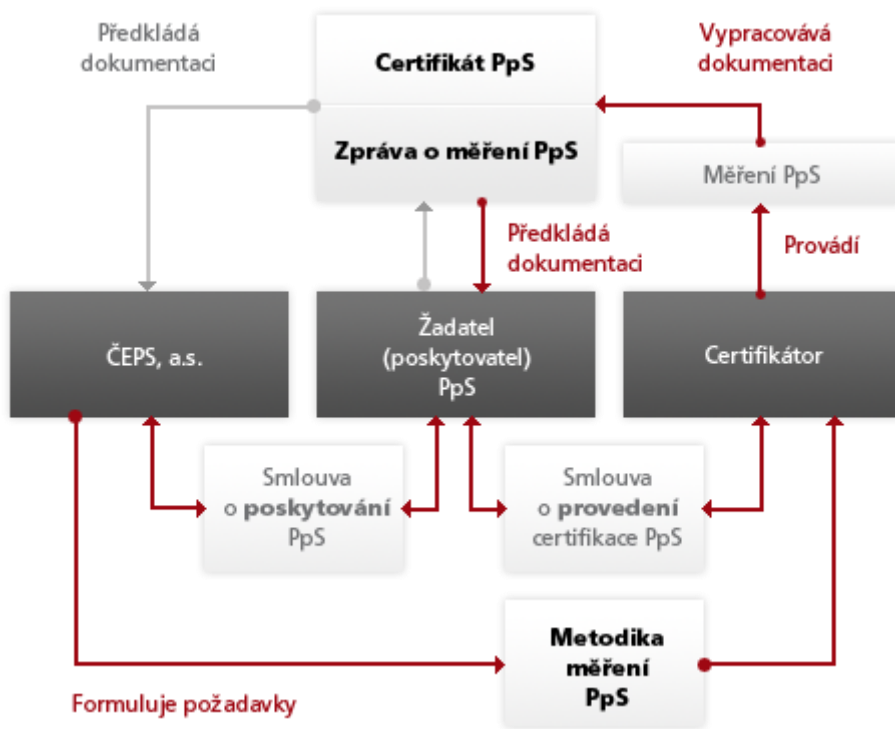 Předkládá
dokumentaci
Certifikát PpS
Vypracovává
dokumentaci
Zpráva o měření PpS
Měření PpS
Předkládá
dokumentaci
Provádí
ČEPS, a.s.
Žadatel
(poskytovatel)
PpS
Certifikátor
Smlouva
o poskytování
PpS
Smlouva
o provedení
certifikace PpS
Metodika
měření
PpS
Formuluje požadavky